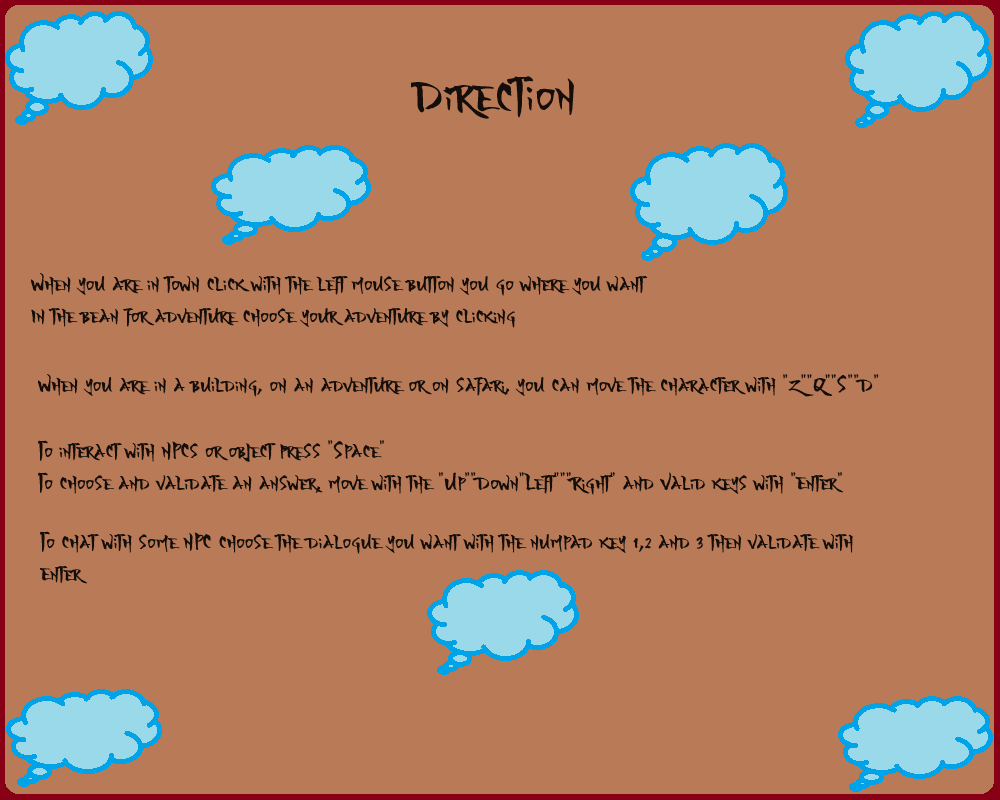 Direction
When you are in town click with the left mouse button you go where you want
in the bean for adventure choose your adventure by clicking
When you are in a building, on an adventure or on safari, you can move the character with "Z""Q""S""D"
To interact with NPCS or object press "Space"
To choose and validate an answer, move with the "Up""Down"Left"""Right" and valid keys with "enter"
To chat with some NPC choose the dialogue you want with the numpad key 1,2 and 3 then validate with
enter